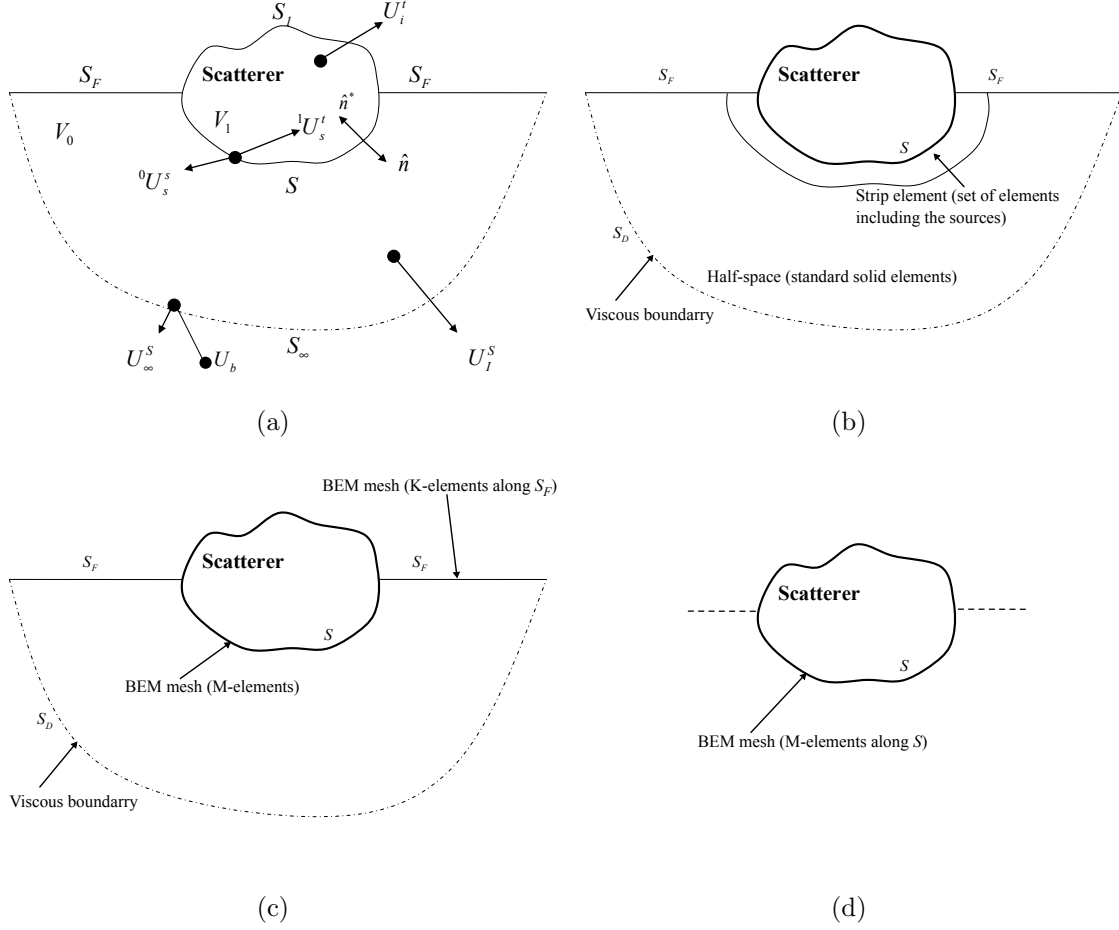 S_1
U_i^t
S_F
Scatterer
S_F
V_0
V_1
^1U_s^t
n̂*
n̂
^0U_s^s
S
U_∞^S
U_b
S_∞
U_I^S
(a)
S_F
Scatterer
S_F
S
Strip element (set of elements
including the sources)
S_D
Half-space (standard solid elements)
Viscous boundarry
(b)
BEM mesh (K-elements along S_F)
S_F
Scatterer
S_F
S
BEM mesh (M-elements)
S_D
Viscous boundarry
(c)
Scatterer
S
BEM mesh (M-elements along S)
(d)